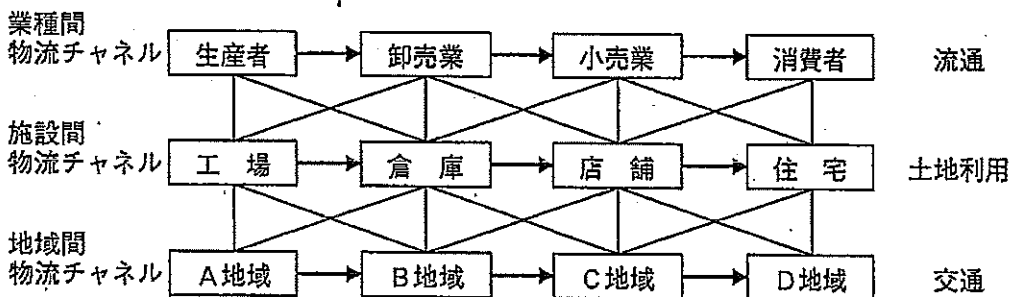 業種間
物流チャネル 生産者 卸売業 小売業 消費者 流通
施設間
物流チャネル 工場 倉庫 店舗 住宅 土地利用
地域間
物流チャネル A地域 B地域 C地域 D地域 交通